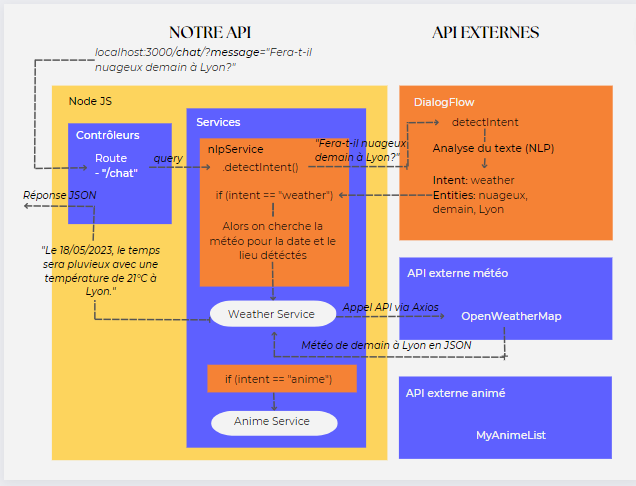 NOTRE API
API EXTERNES
localhost:3000/chat/?message="Fera-t-il
nuageux demain à Lyon?"
Node JS
Contrôleurs
Route
- "/chat"
query
Réponse JSON
"Le 18/05/2023, le temps
sera pluvieux avec une
température de 21°C à
Lyon."
Services
nlpService
.detectIntent()
if (intent == "weather")
Alors on cherche la
météo pour la date et le
lieu détéctés
Weather Service
if (intent == "anime")
Anime Service
"Fera-t-il nuageux
demain à Lyon?"
DialogFlow
detectIntent
Analyse du texte (NLP)
Intent: weather
Entities: nuageux,
demain, Lyon
API externe météo
Appel API via Axios
OpenWeatherMap
Météo de demain à Lyon en JSON
API externe animé
MyAnimeList